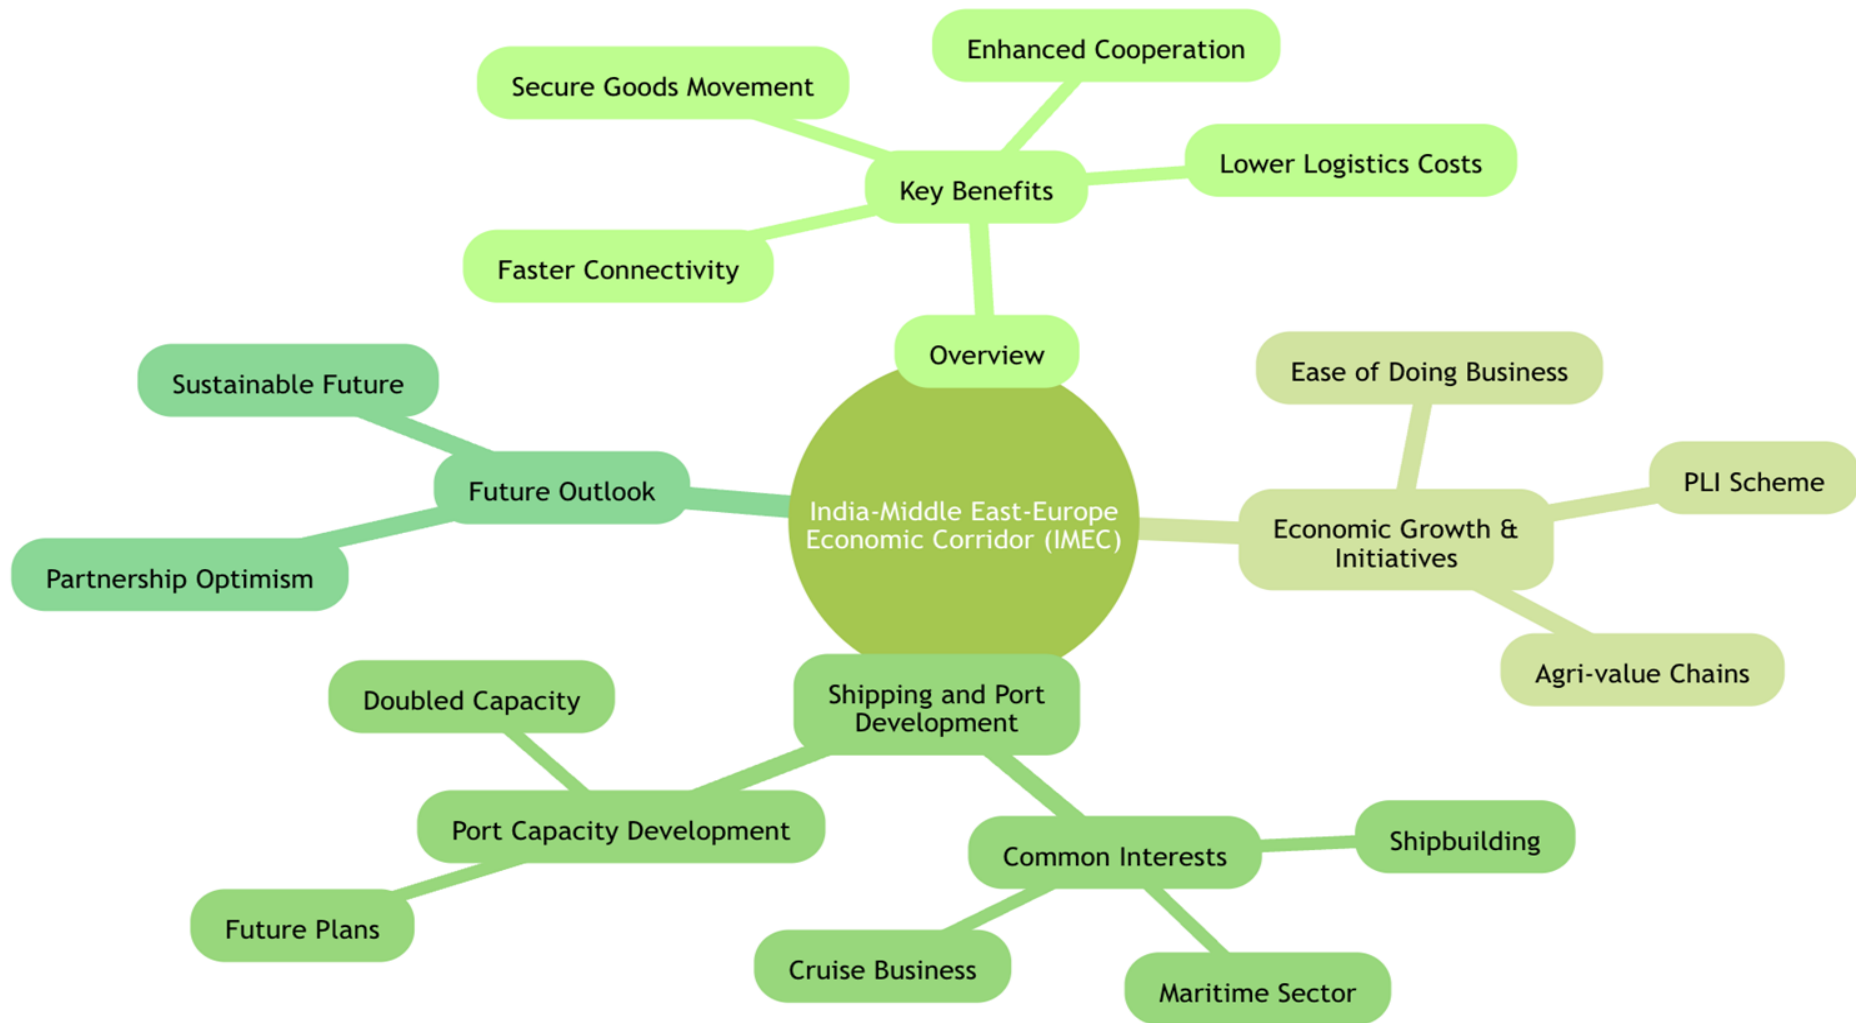 Enhanced Cooperation
Secure Goods Movement
Lower Logistics Costs
Key Benefits
Faster Connectivity
Overview
Ease of Doing Business
Sustainable Future
PLI Scheme
Future Outlook
India-Middle East-Europe
Economic Corridor (IMEC)
Economic Growth &
Initiatives
Partnership Optimism
Agri-value Chains
Doubled Capacity
Shipping and Port
Development
Port Capacity Development
Common Interests
Shipbuilding
Future Plans
Cruise Business
Maritime Sector